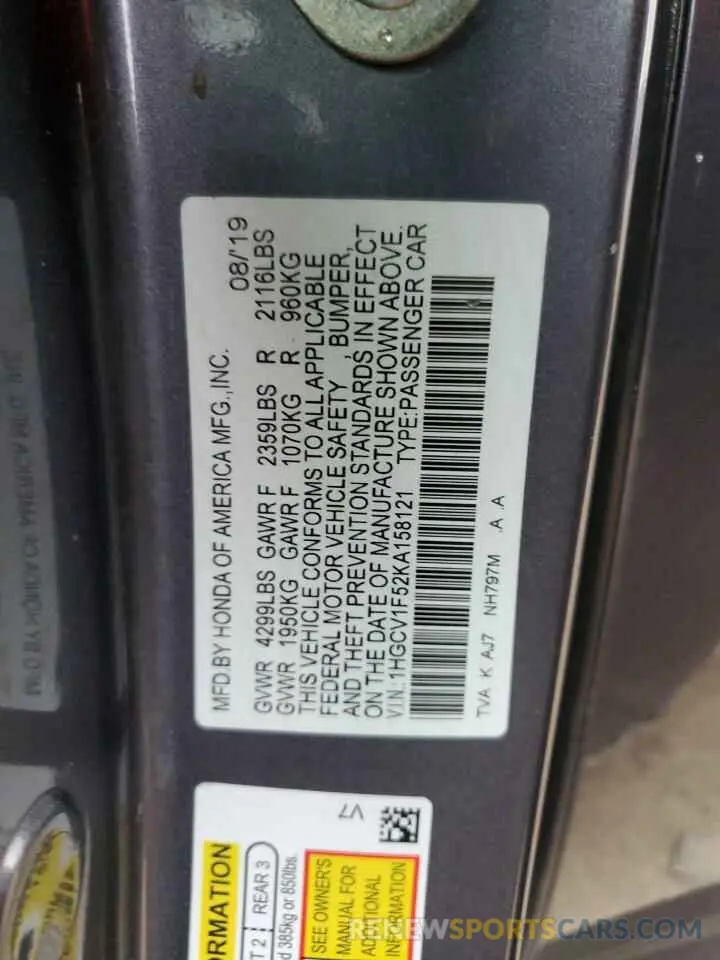 MFD.BY HONDA OF AMERICA MFG.,INC. 08/'19
GVWR 4299LBS GAWR F 2359LBS R 2116LBS
GVWR 1950KG GAWR F 1070KG R 960KG
THIS VEHICLE CONFORMS TO ALL APPLICABLE
FEDERAL MOTOR VEHICLE SAFETY, BUMPER,
AND THEFT PREVENTION STANDARDS IN EFFECT
ON THE DATE OF MANUFACTURE SHOWN ABOVE.
V.I.N.:1HGCV1F52KA158121 TYPE:PASSENGER CAR
TVA K AJ7 NH797M .A .A
V7
REAR 3
385kg or 850lbs.
SEE OWNER'S
MANUAL FOR
ADDITIONAL
INFORMATION
RENEWSPORTSCARS.COM